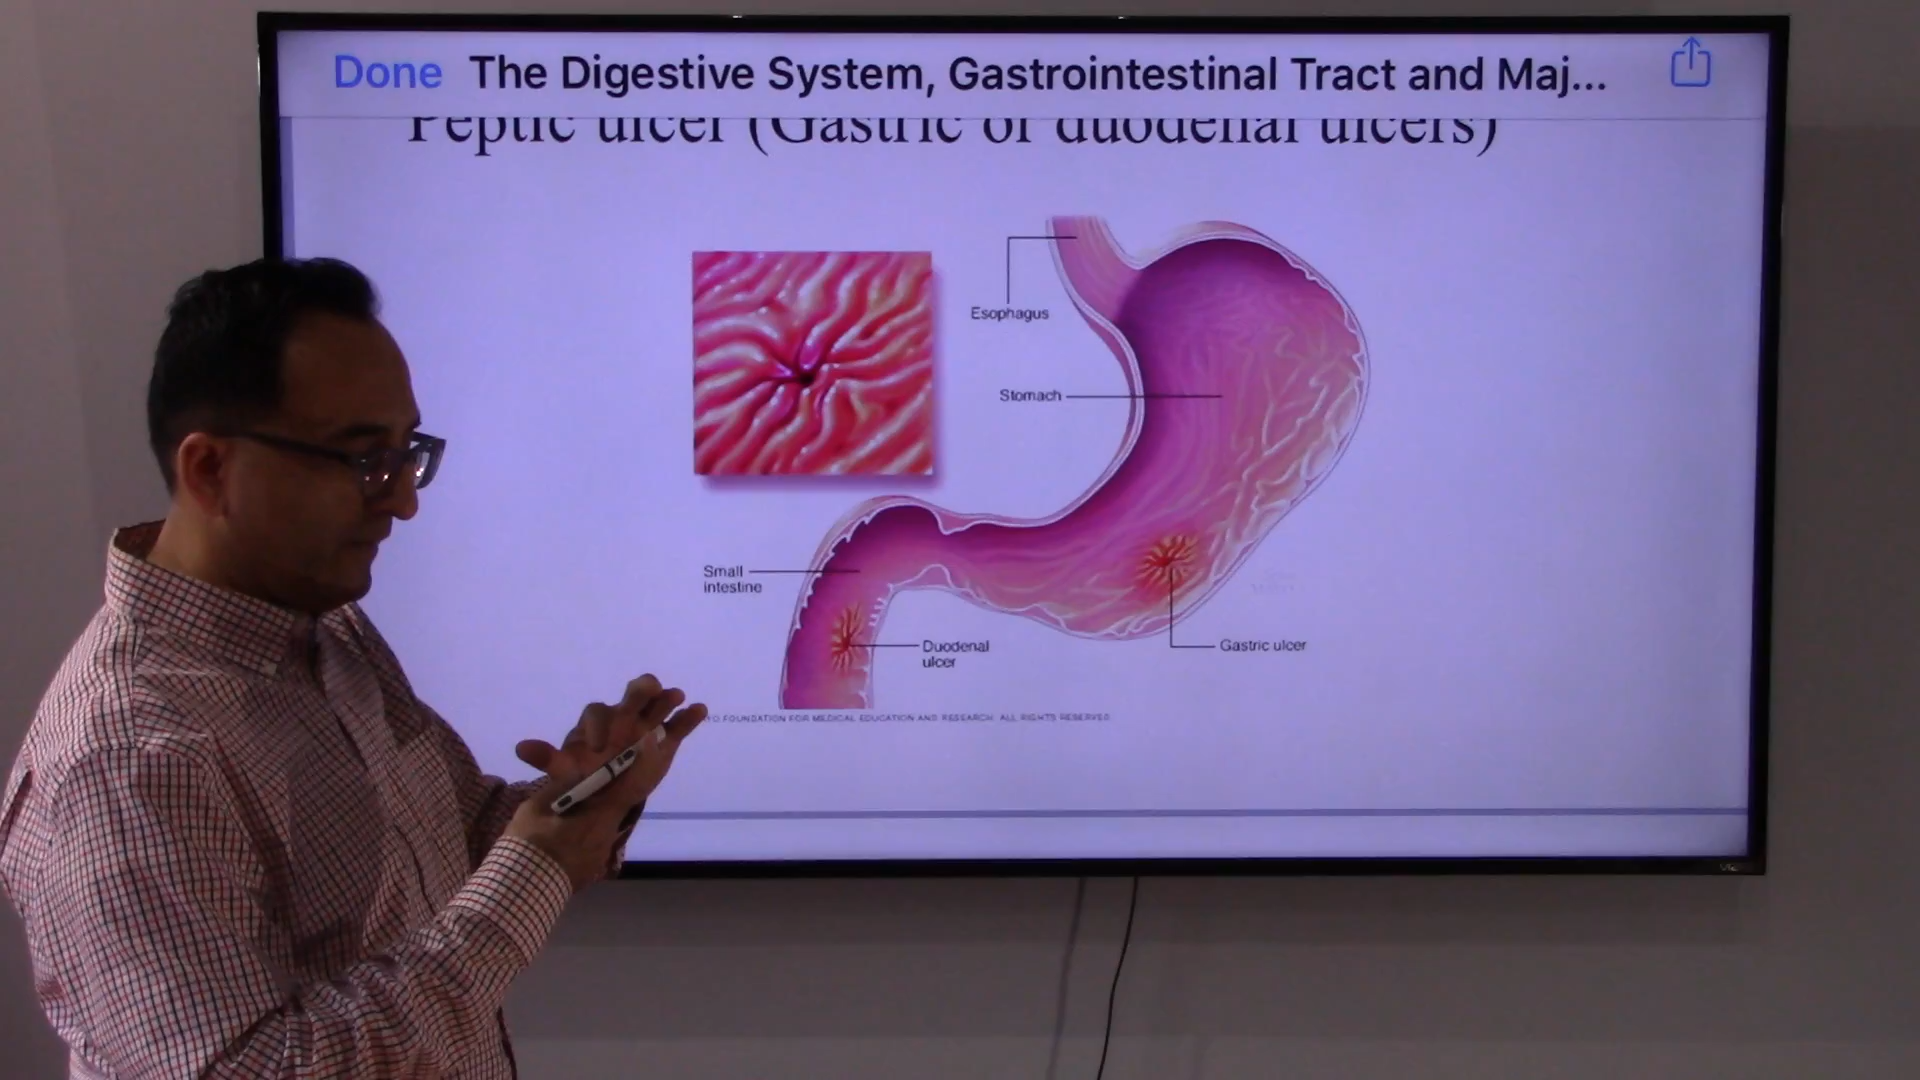 Done The Digestive System, Gastrointestinal Tract and Maj...
Peptic ulcer (Gastric or duodenal ulcers)
Esophagus
Stomach
Small
intestine
Duodenal
ulcer
Gastric ulcer
FOUNDATION FOR MEDICAL EDUCATION AND RESEARCH. ALL RIGHTS RESERVED.